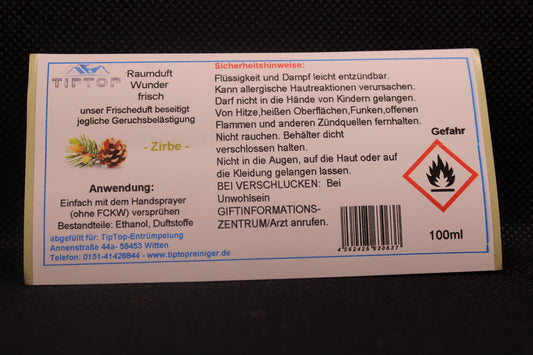 TIPTOP
Raumduft
Wunder
frisch
unser Frischeduft beseitigt
jegliche Geruchsbelästigung
- Zirbe -
Anwendung:
Einfach mit dem Handsprayer
(ohne FCKW) versprühen
Bestandteile: Ethanol, Duftstoffe
abgefüllt für: TipTop-Entrümpelung
Annenstraße 44a- 58453 Witten
Telefon: 0151-41428844 - www.tiptopreiniger.de
Sicherheitshinweise:
Flüssigkeit und Dampf leicht entzündbar.
Kann allergische Hautreaktionen verursachen.
Darf nicht in die Hände von Kindern gelangen.
Von Hitze,heißen Oberflächen,Funken,offenen
Flammen und anderen Zündquellen fernhalten.
Nicht rauchen. Behälter dicht
verschlossen halten.
Nicht in die Augen, auf die Haut oder auf
die Kleidung gelangen lassen.
BEI VERSCHLUCKEN: Bei
Unwohlsein
GIFTINFORMATIONS-
ZENTRUM/Arzt anrufen.
Gefahr
100ml